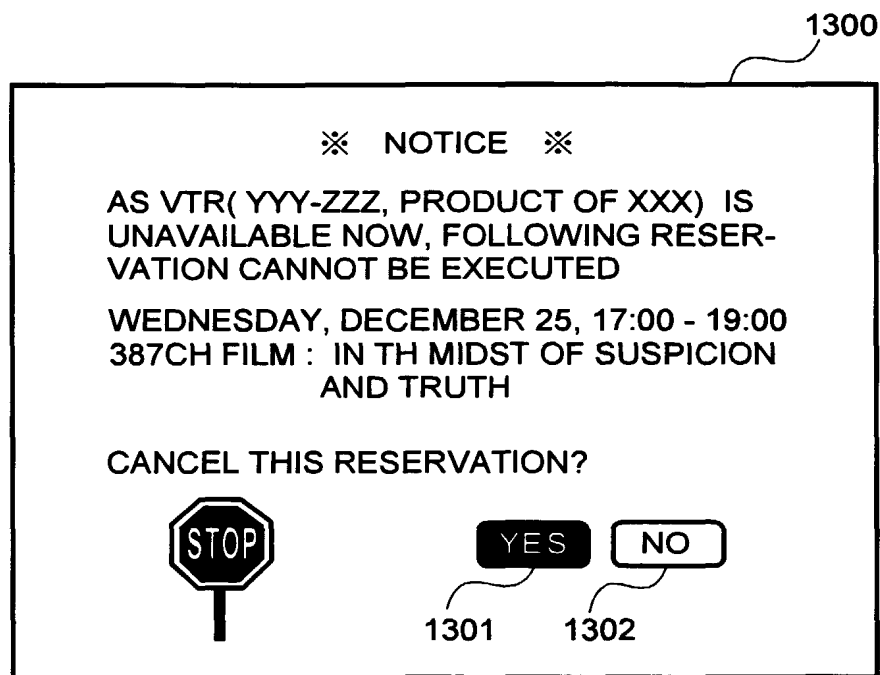 1300
※ NOTICE ※
AS VTR( YYY-ZZZ, PRODUCT OF XXX) IS
UNAVAILABLE NOW, FOLLOWING RESER-
VATION CANNOT BE EXECUTED
WEDNESDAY, DECEMBER 25, 17:00 - 19:00
387CH FILM : IN TH MIDST OF SUSPICION
AND TRUTH
CANCEL THIS RESERVATION?
STOP YES NO
1301 1302